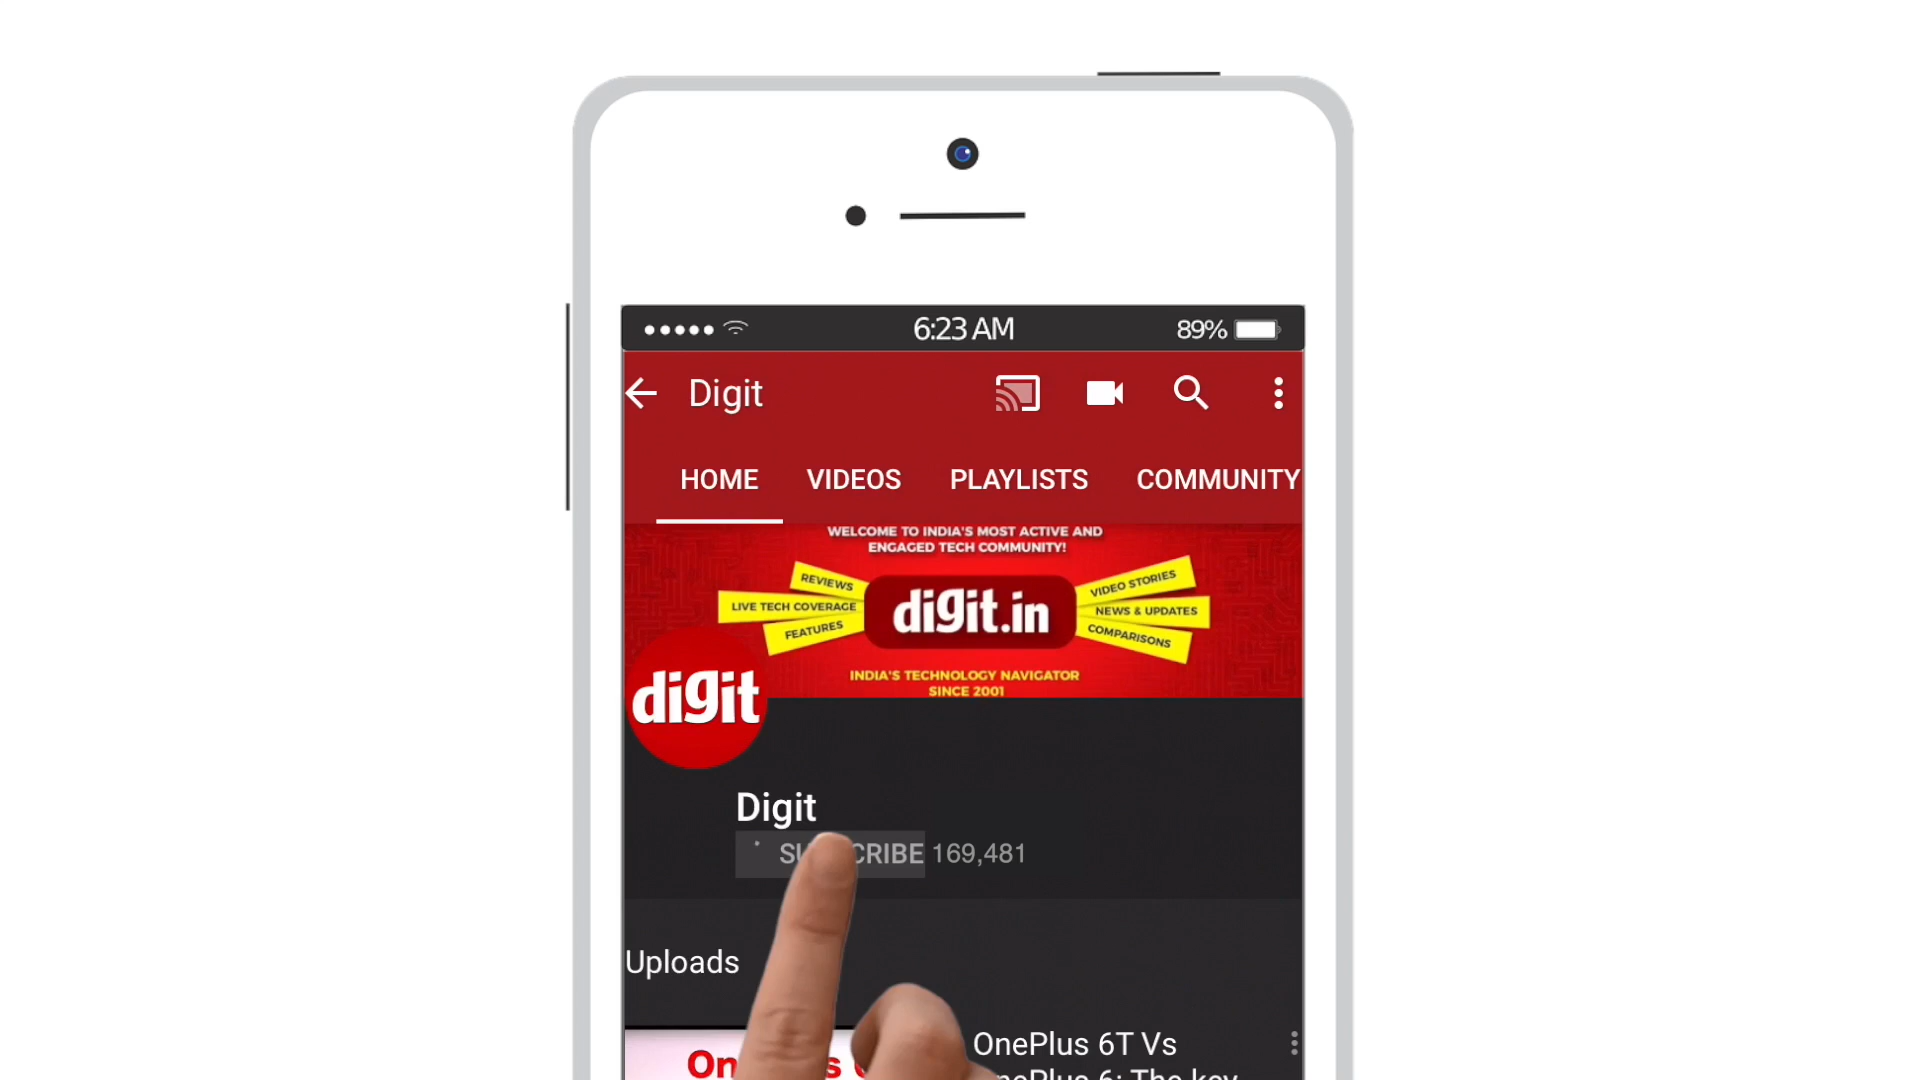 6:23 AM
89%
Digit
HOME VIDEOS PLAYLISTS COMMUNITY
WELCOME TO INDIA'S MOST ACTIVE AND
ENGAGED TECH COMMUNITY!
REVIEWS
LIVE TECH COVERAGE
FEATURES
digit.in
VIDEO STORIES
NEWS & UPDATES
COMPARISONS
INDIA'S TECHNOLOGY NAVIGATOR
SINCE 2001
digit
Digit
169,481
Uploads
OnePlus 6T Vs
The key